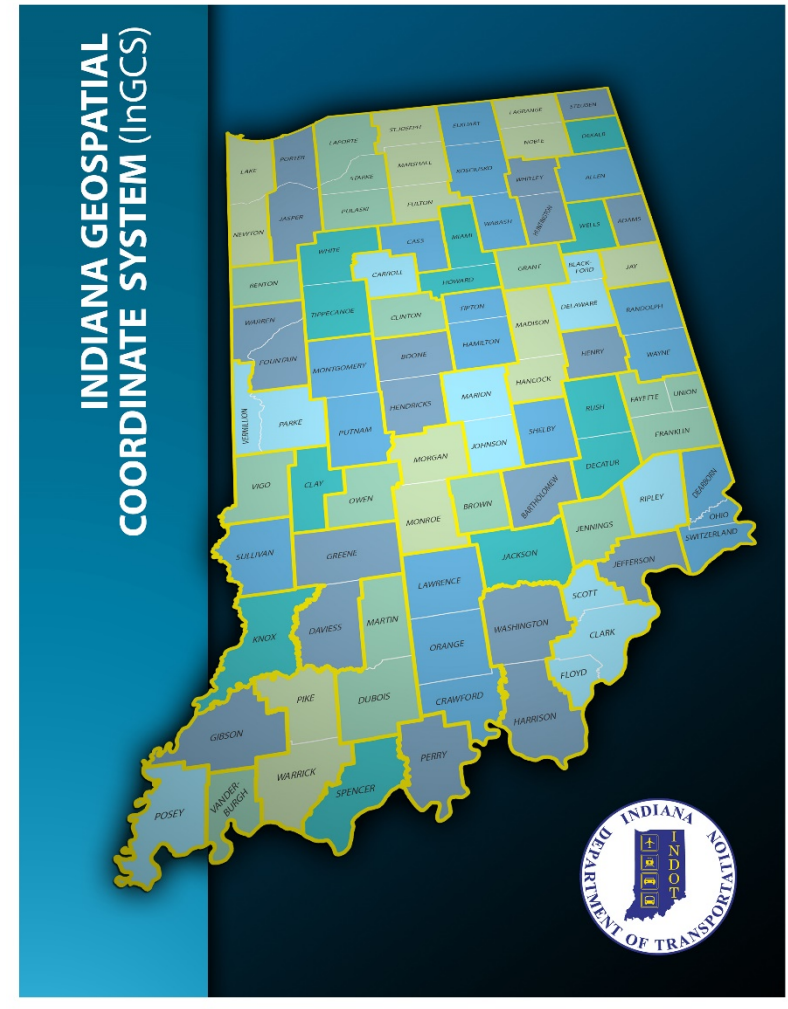 INDIANA GEOSPATIAL
COORDINATE SYSTEM (InGCS)
LAKE
PORTER
LAPORTE
ST. JOSEPH
ELKHART
LAGRANGE
STEUBEN
NOBLE
DEKALB
STARKE
MARSHALL
KOSCIUSKO
WHITLEY
ALLEN
NEWTON
JASPER
PULASKI
FULTON
WABASH
HUNTINGTON
WELLS
ADAMS
WHITE
CASS
MIAMI
BENTON
CARROLL
HOWARD
GRANT
BLACK-
FORD
JAY
WARREN
TIPPECANOE
CLINTON
TIPTON
MADISON
DELAWARE
RANDOLPH
FOUNTAIN
MONTGOMERY
BOONE
HAMILTON
HENRY
WAYNE
VERMILLION
PARKE
PUTNAM
HENDRICKS
MARION
HANCOCK
RUSH
FAYETTE
UNION
JOHNSON
SHELBY
FRANKLIN
VIGO
CLAY
OWEN
MORGAN
DECATUR
MONROE
BROWN
BARTHOLOMEW
RIPLEY
DEARBORN
JENNINGS
OHIO
SWITZERLAND
SULLIVAN
GREENE
JACKSON
JEFFERSON
LAWRENCE
SCOTT
KNOX
DAVIESS
MARTIN
ORANGE
WASHINGTON
CLARK
FLOYD
PIKE
DUBOIS
CRAWFORD
HARRISON
GIBSON
PERRY
POSEY
VANDER-
BURGH
WARRICK
SPENCER
INDIANA
DEPARTMENT OF TRANSPORTATION
INDOT